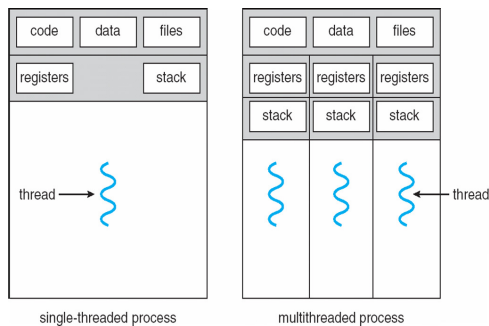 code data files
registers stack
thread
single-threaded process
code data files
registers registers registers
stack stack stack
thread
multithreaded process